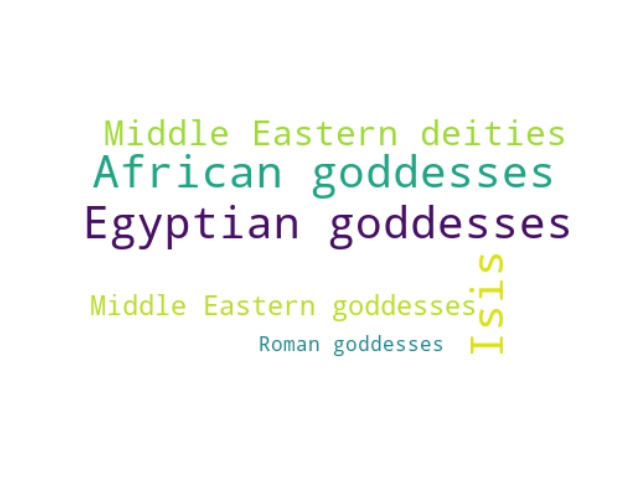 Middle Eastern deities
African goddesses
Egyptian goddesses
Isis
Middle Eastern goddesses
Roman goddesses